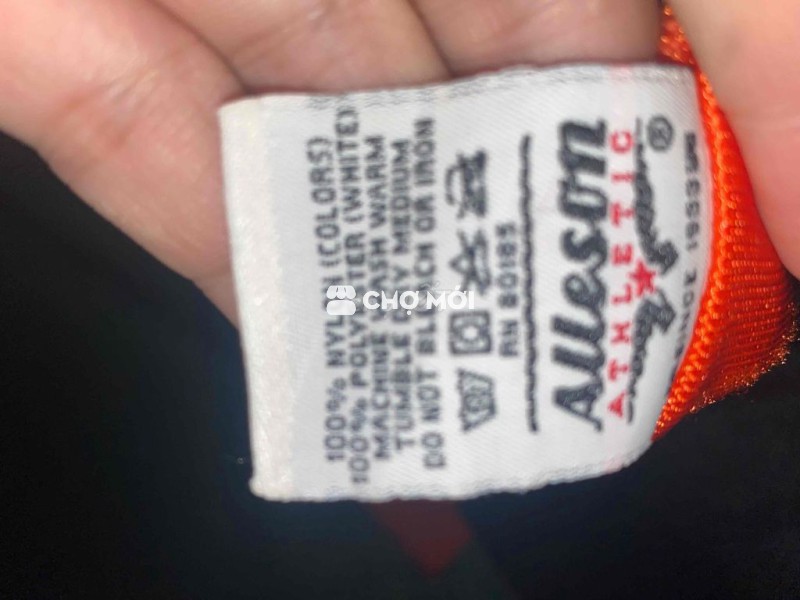 100% NYLON (COLORS)
100% POLYESTER (WHITE)
MACHINE WASH WARM
TUMBLE DRY MEDIUM
DO NOT BLEACH OR IRON
RN 80185
Alleson
ATHLETIC ®
SINCE 1933
CHỢ MỚI